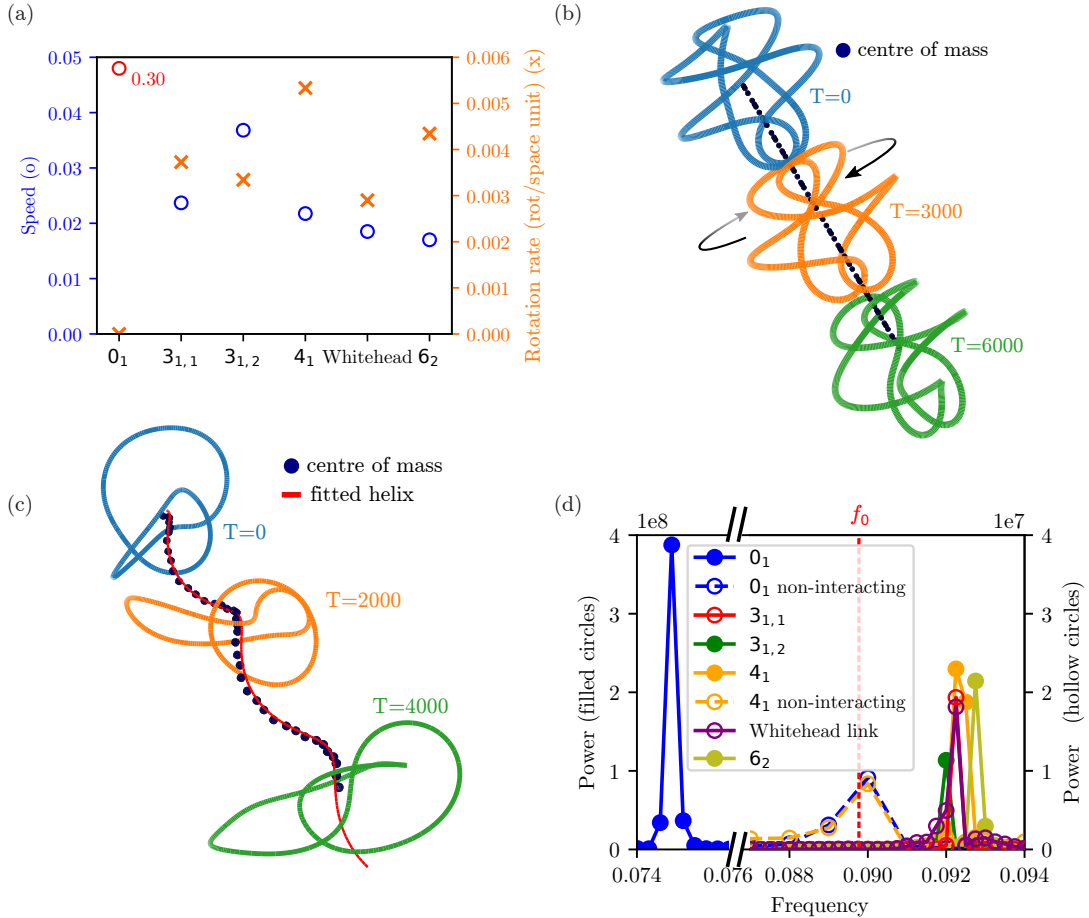 (a)
0.05
0.04
0.03
0.02
0.01
0.00
Speed (o)
0.30
0.006
0.005
0.004
0.003
0.002
0.001
0.000
Rotation rate (rot/space unit) (x)
0₁
3₁,₁
3₁,₂
4₁
Whitehead
6₂
(b)
centre of mass
T=0
T=3000
T=6000
(c)
centre of mass
fitted helix
T=0
T=2000
T=4000
(d)
1e8
f₀
1e7
4
3
2
1
0
Power (filled circles)
0₁
0₁ non-interacting
3₁,₁
3₁,₂
4₁
4₁ non-interacting
Whitehead link
6₂
4
3
2
1
0
Power (hollow circles)
0.074
0.076
0.088
0.090
0.092
0.094
Frequency